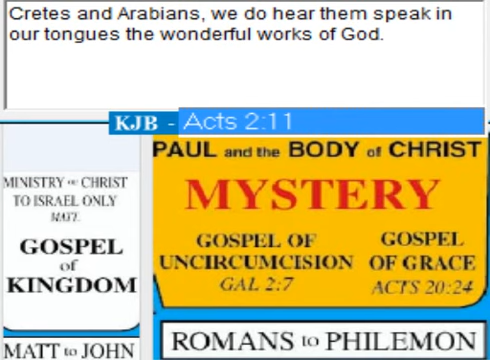 Cretes and Arabians, we do hear them speak in
our tongues the wonderful works of God.
KJB - Acts 2:11
PAUL and the BODY of CHRIST
MYSTERY
GOSPEL OF
UNCIRCUMCISION
GAL 2:7
GOSPEL
OF GRACE
ACTS 20:24
MINISTRY OF CHRIST
TO ISRAEL ONLY
MATT.
GOSPEL
of
KINGDOM
MATT to JOHN
ROMANS to PHILEMON